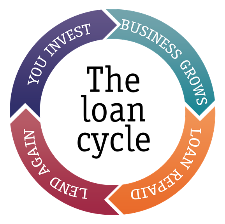 The
loan
cycle
YOU INVEST
BUSINESS GROWS
LOAN REPAID
LEND AGAIN